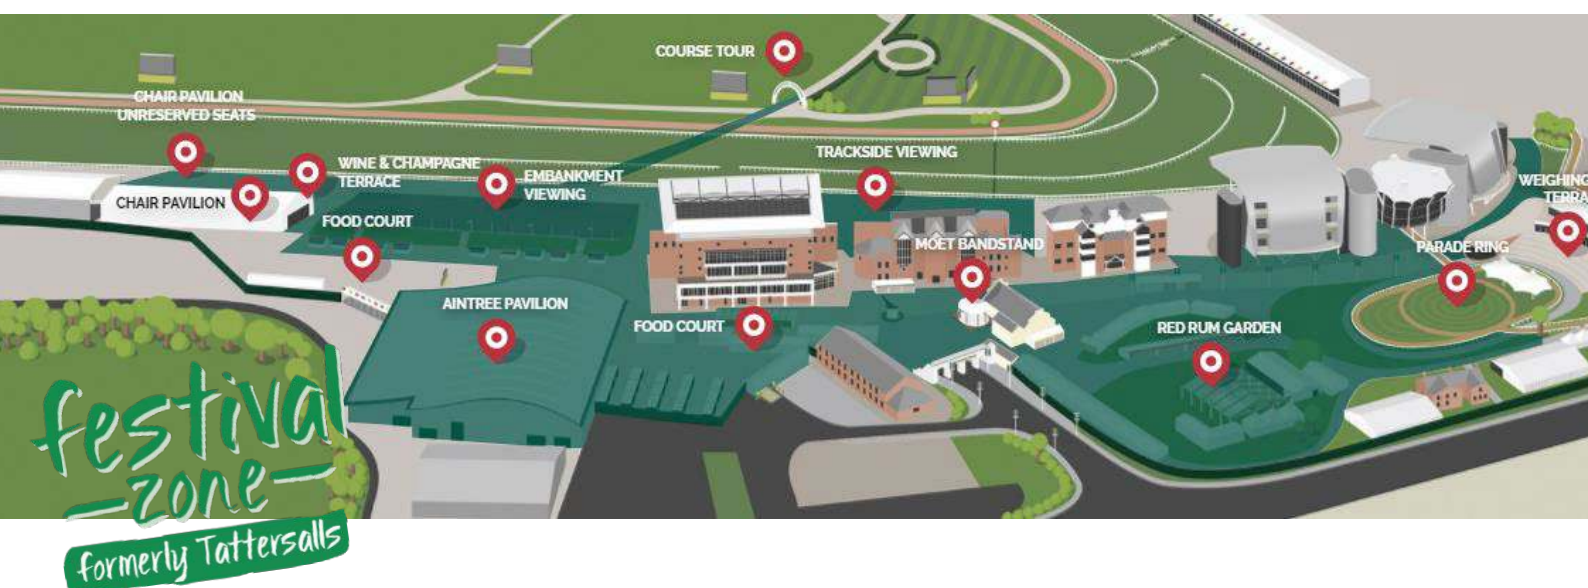 COURSE TOUR
CHAIR PAVILION
UNRESERVED SEATS
TRACKSIDE VIEWING
WINE & CHAMPAGNE
TERRACE
EMBANKMENT
VIEWING
WEIGHING
CHAIR PAVILION
FOOD COURT
MOET BANDSTAND
PARADE RING
AINTREE PAVILION
FOOD COURT
RED RUM GARDEN
festival
zone
formerly Tattersalls